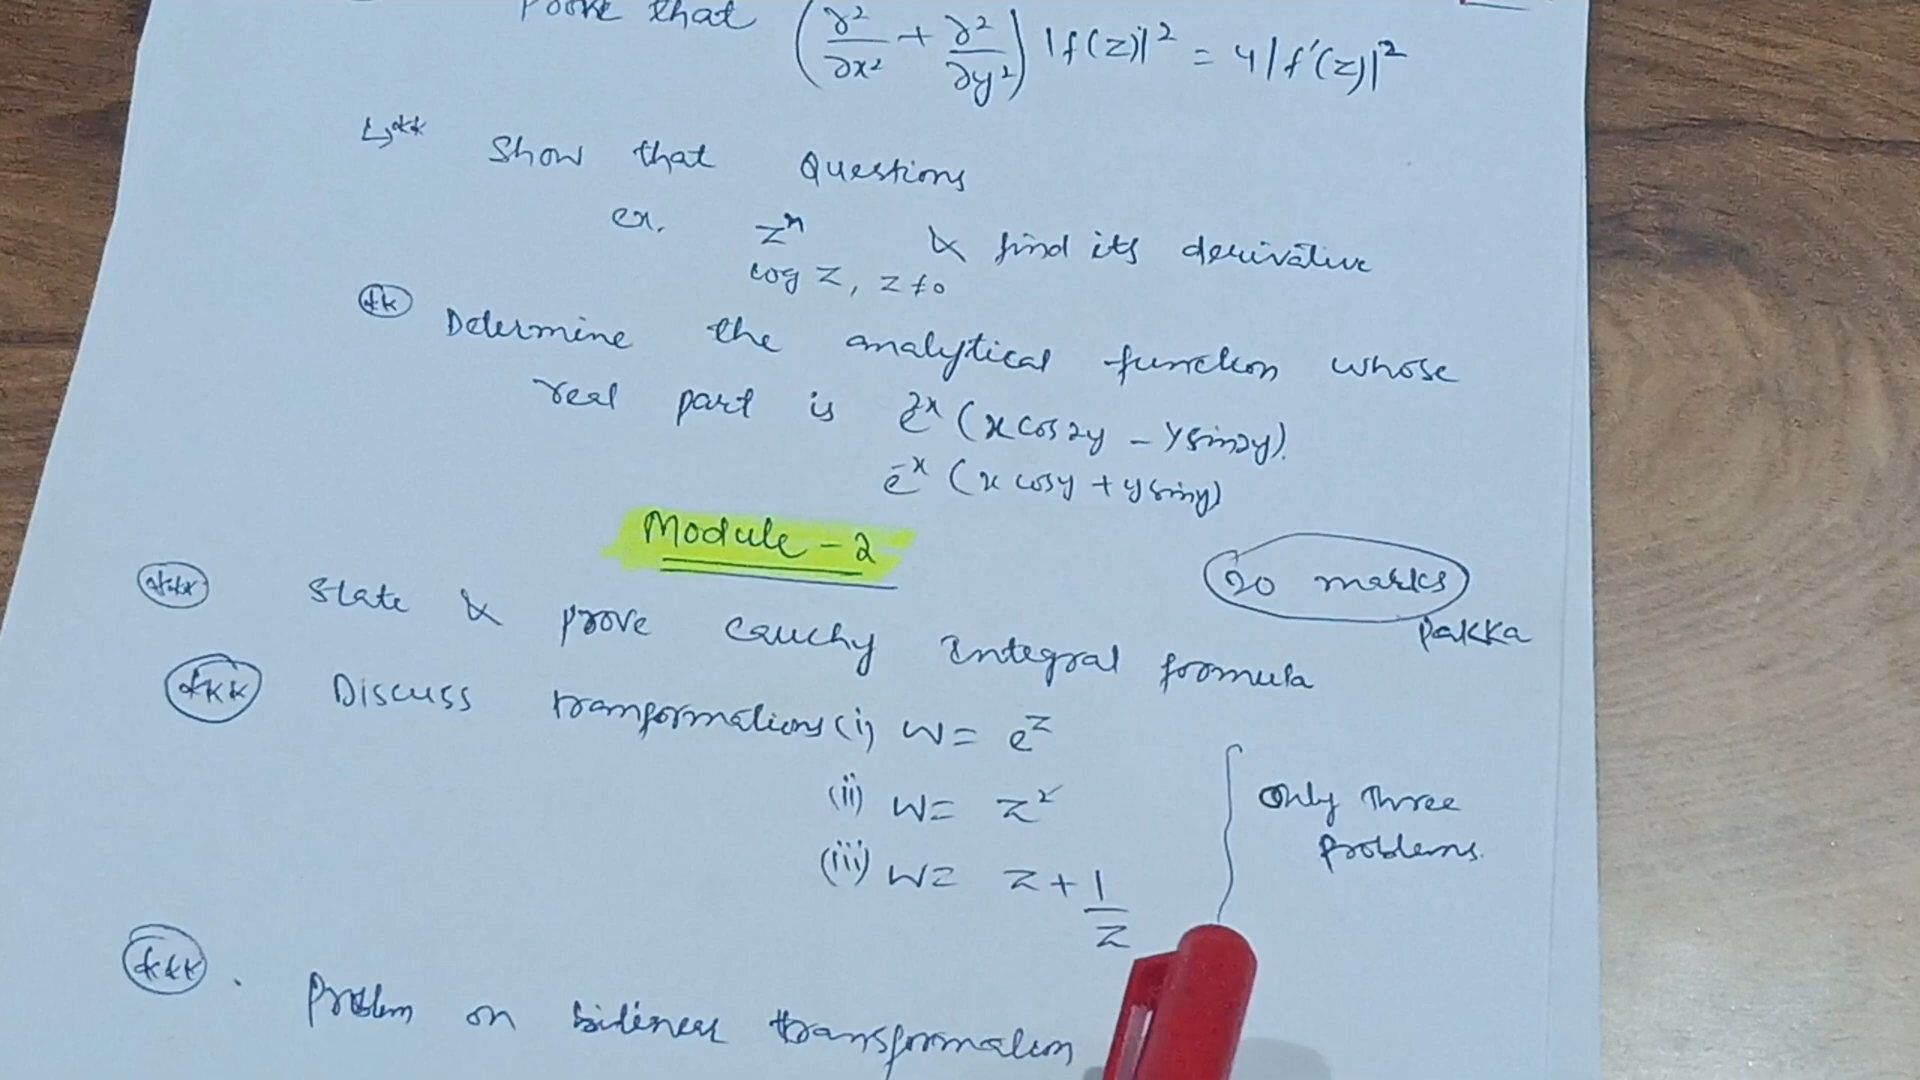 Prove that (∂²/∂x² + ∂²/∂y²) |f(z)|² = 4|f'(z)|²
↳** Show that Questions
ex. zⁿ & find its derivative
log z, z≠0
** Determine the analytical function whose
real part is e²ˣ (x cos 2y - y sin 2y).
e⁻ˣ (x cos y + y sin y)
Module - 2
20 marks
pakka
*** State & prove Cauchy Integral formula
*** Discuss tranformations (i) W = e^z
(ii) W = z²
(iii) W = z + 1/z
Only three
problems.
*** . Problem on bilinear transformation